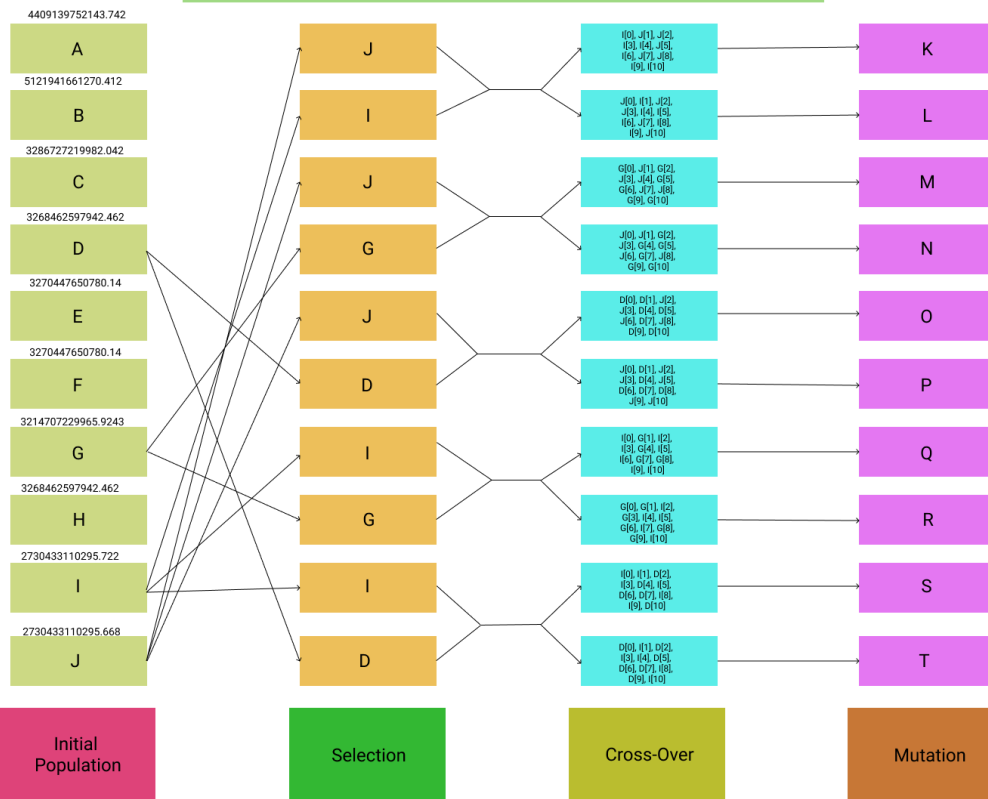 4409139752143.742
A
5121941661270.412
B
3286727219982.042
C
3268462597942.462
D
3270447650780.14
E
3270447650780.14
F
3214707229965.9243
G
3268462597942.462
H
2730433110295.722
I
2730433110295.668
J
Initial
Population
J
I
J
G
J
D
I
G
I
D
Selection
I[0], J[1], J[2],
I[3], I[4], J[5],
I[6], J[7], J[8],
I[9], I[10]
J[0], I[1], J[2],
J[3], I[4], I[5],
I[6], J[7], I[8],
I[9], J[10]
G[0], J[1], G[2],
J[3], J[4], G[5],
G[6], J[7], J[8],
G[9], G[10]
J[0], J[1], G[2],
J[3], G[4], G[5],
J[6], G[7], J[8],
G[9], G[10]
D[0], D[1], J[2],
J[3], D[4], D[5],
J[6], D[7], J[8],
D[9], D[10]
J[0], D[1], J[2],
J[3], D[4], J[5],
D[6], D[7], D[8],
J[9], J[10]
I[0], G[1], I[2],
I[3], G[4], I[5],
I[6], G[7], G[8],
I[9], I[10]
G[0], G[1], I[2],
G[3], I[4], I[5],
G[6], I[7], G[8],
G[9], I[10]
I[0], I[1], D[2],
I[3], D[4], I[5],
D[6], D[7], I[8],
I[9], D[10]
D[0], I[1], D[2],
I[3], I[4], D[5],
D[6], D[7], I[8],
D[9], I[10]
Cross-Over
K
L
M
N
O
P
Q
R
S
T
Mutation